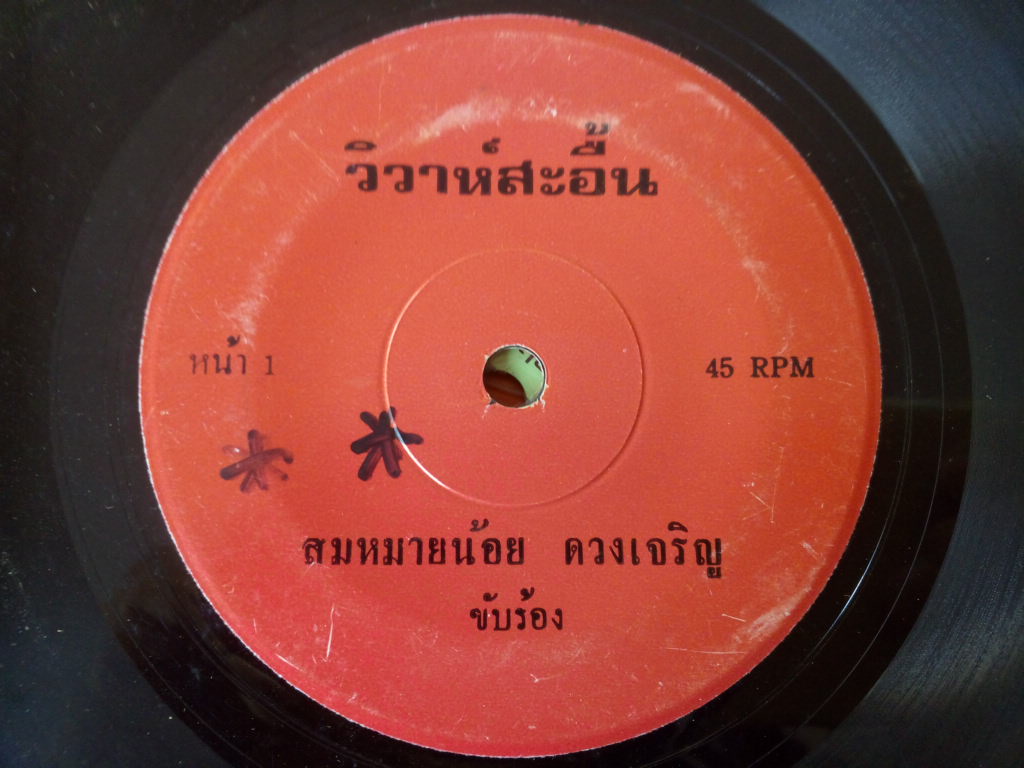 วิวาห์สะอื้น
หน้า 1
45 RPM
สมหมายน้อย ดวงเจริญ
ขับร้อง